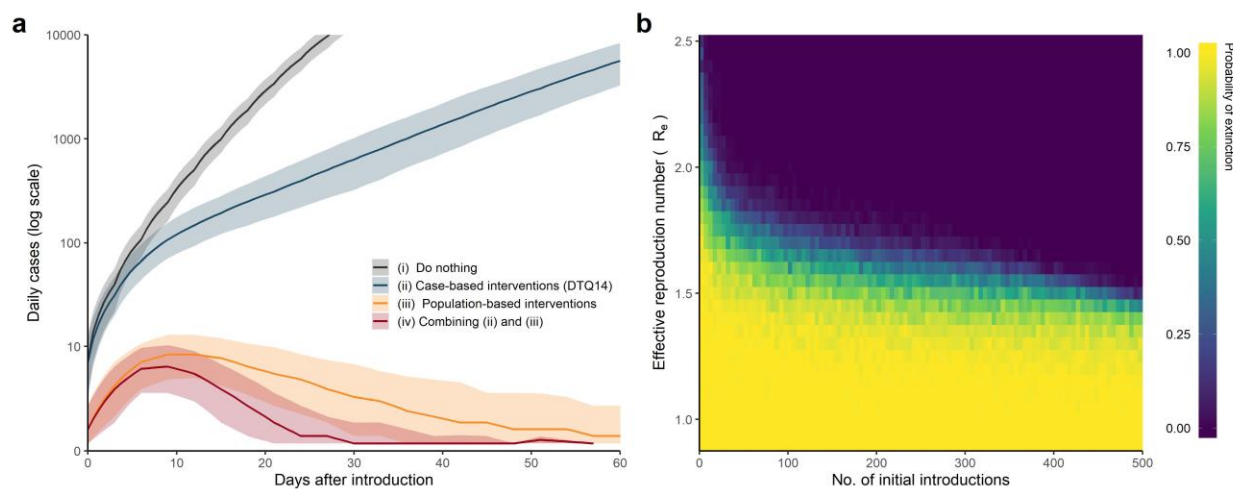 a
10000
1000
100
10
0
Daily cases (log scale)
(i) Do nothing
(ii) Case-based interventions (DTQ14)
(iii) Population-based interventions
(iv) Combining (ii) and (iii)
0 10 20 30 40 50 60
Days after introduction
b
2.5
2.0
1.5
1.0
Effective reproduction number ( Re)
0 100 200 300 400 500
No. of initial introductions
1.00
0.75
0.50
0.25
0.00
Probability of extinction